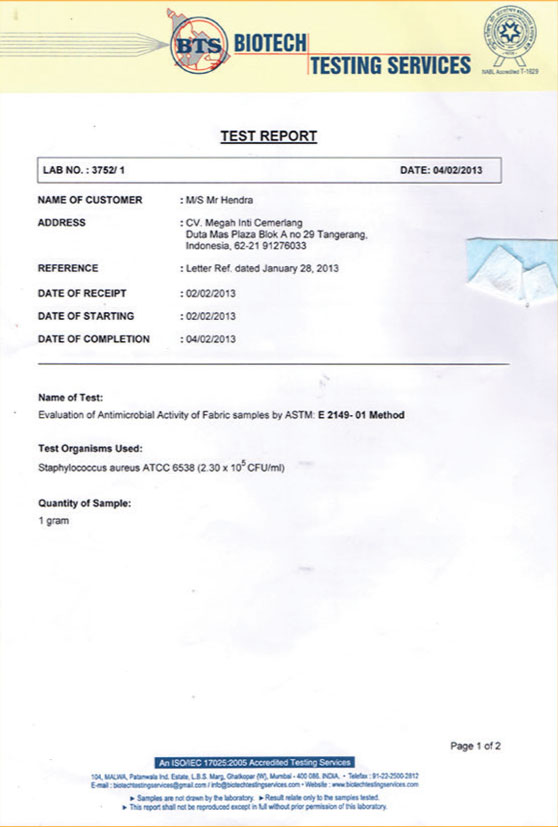 BTS BIOTECH
TESTING SERVICES
NABL Accredited T-1629
TEST REPORT
LAB NO. : 3752/ 1 DATE: 04/02/2013
NAME OF CUSTOMER : M/S Mr Hendra
ADDRESS : CV. Megah Inti Cemerlang
Duta Mas Plaza Blok A no 29 Tangerang,
Indonesia, 62-21 91276033
REFERENCE : Letter Ref. dated January 28, 2013
DATE OF RECEIPT : 02/02/2013
DATE OF STARTING : 02/02/2013
DATE OF COMPLETION : 04/02/2013
Name of Test:
Evaluation of Antimicrobial Activity of Fabric samples by ASTM: E 2149- 01 Method
Test Organisms Used:
Staphylococcus aureus ATCC 6538 (2.30 x 10⁵ CFU/ml)
Quantity of Sample:
1 gram
Page 1 of 2
An ISO/IEC 17025:2005 Accredited Testing Services
104, MALWA, Patanwala Ind. Estate, L.B.S. Marg, Ghatkopar (W), Mumbai - 400 086. INDIA. • Telefax : 91-22-2500-2812
E-mail : biotechtestingservices@gmail.com / info@biotechtestingservices.com • Website : www.biotechtestingservices.com
► Samples are not drawn by the laboratory. ► Result relate only to the samples tested.
► This report shall not be reproduced except in full without prior permission of this laboratory.